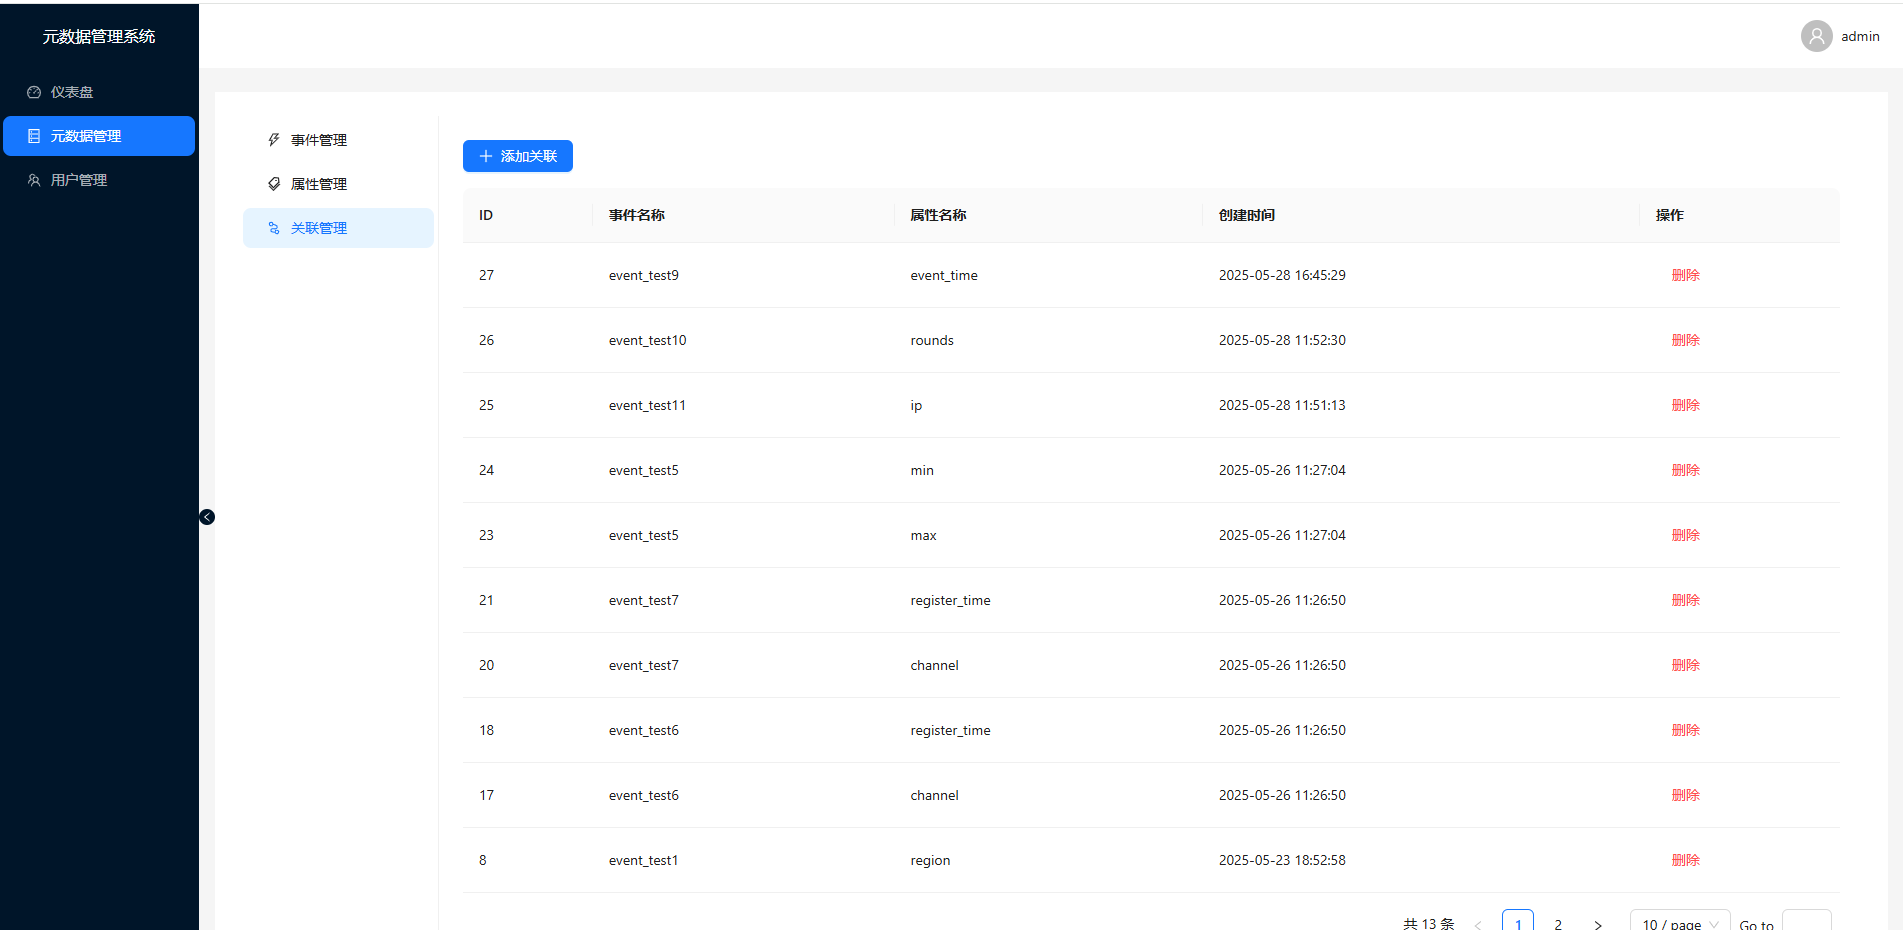 元数据管理系统
admin
仪表盘
元数据管理
用户管理
事件管理
属性管理
关联管理
添加关联
ID 事件名称 属性名称 创建时间 操作
27 event_test9 event_time 2025-05-28 16:45:29 删除
26 event_test10 rounds 2025-05-28 11:52:30 删除
25 event_test11 ip 2025-05-28 11:51:13 删除
24 event_test5 min 2025-05-26 11:27:04 删除
23 event_test5 max 2025-05-26 11:27:04 删除
21 event_test7 register_time 2025-05-26 11:26:50 删除
20 event_test7 channel 2025-05-26 11:26:50 删除
18 event_test6 register_time 2025-05-26 11:26:50 删除
17 event_test6 channel 2025-05-26 11:26:50 删除
8 event_test1 region 2025-05-23 18:52:58 删除
共 13 条 1 2 10 / page Go to